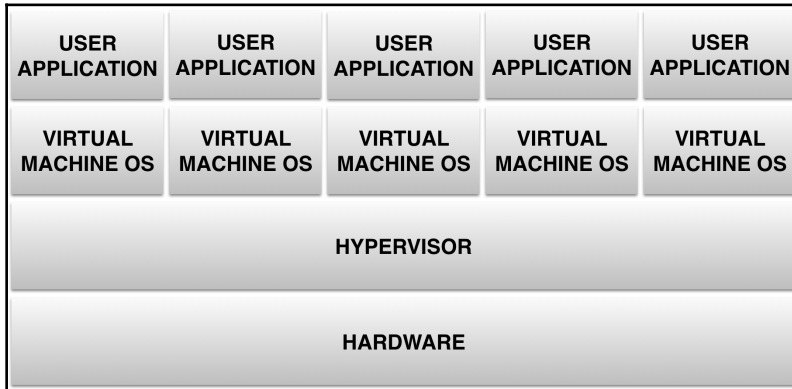 USER
APPLICATION
USER
APPLICATION
USER
APPLICATION
USER
APPLICATION
USER
APPLICATION
VIRTUAL
MACHINE OS
VIRTUAL
MACHINE OS
VIRTUAL
MACHINE OS
VIRTUAL
MACHINE OS
VIRTUAL
MACHINE OS
HYPERVISOR
HARDWARE